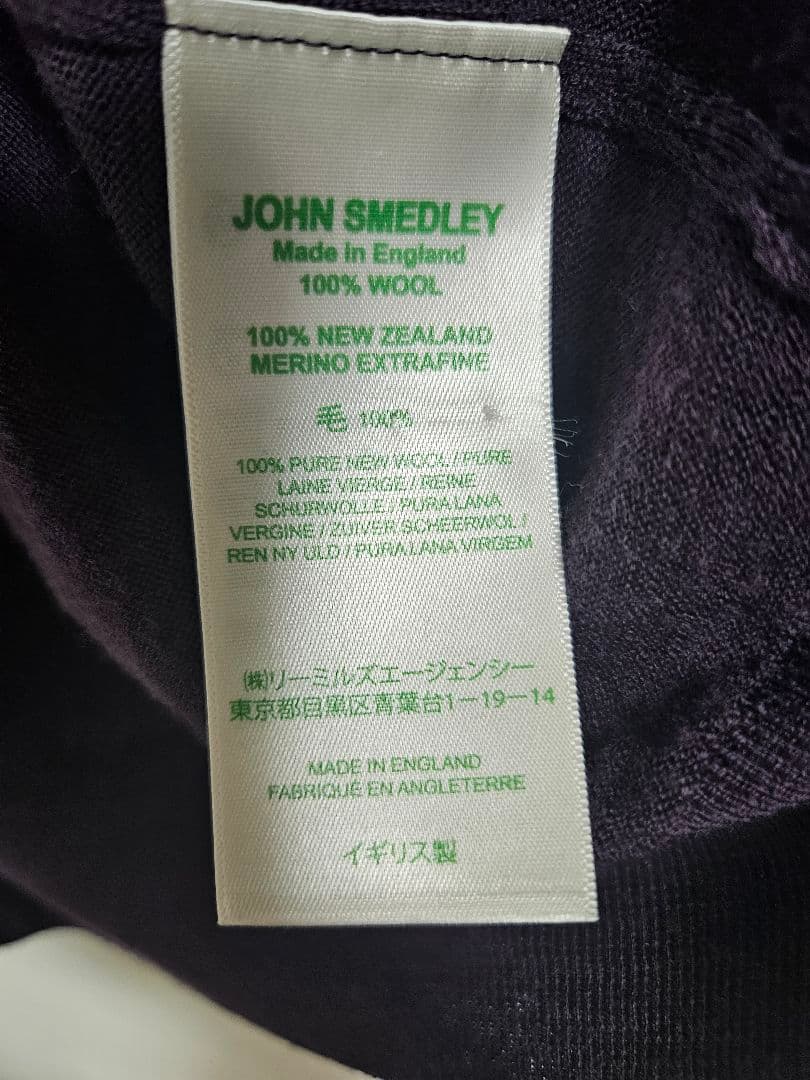 JOHN SMEDLEY
Made in England
100% WOOL
100% NEW ZEALAND
MERINO EXTRAFINE
毛 100%
100% PURE NEW WOOL / PURE
LAINE VIERGE / REINE
SCHURWOLLE / PURA LANA
VERGINE / ZUIVER SCHEERWOL /
REN NY ULD / PURA LANA VIRGEM
(株)リーミルズエージェンシー
東京都目黒区青葉台1−19−14
MADE IN ENGLAND
FABRIQUÉ EN ANGLETERRE
イギリス製